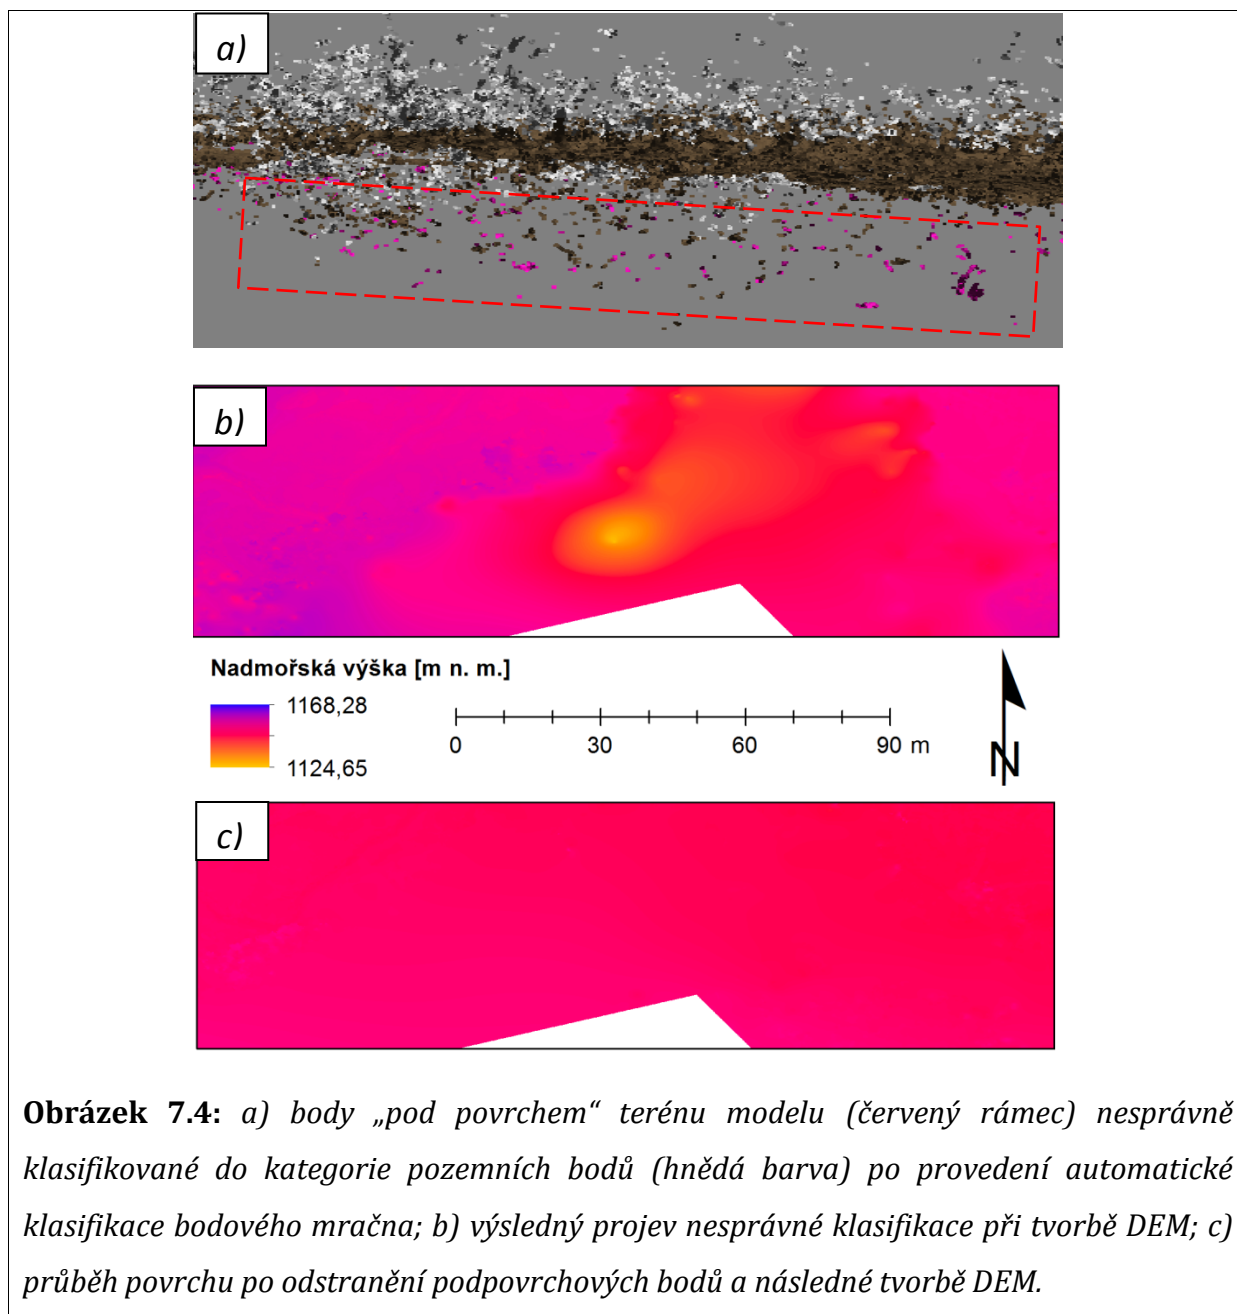 a)
b)
Nadmořská výška [m n. m.]
1168,28
1124,65
0 30 60 90 m
N
c)
Obrázek 7.4: a) body „pod povrchem“ terénu modelu (červený rámec) nesprávně
klasifikované do kategorie pozemních bodů (hnědá barva) po provedení automatické
klasifikace bodového mračna; b) výsledný projev nesprávné klasifikace při tvorbě DEM; c)
průběh povrchu po odstranění podpovrchových bodů a následné tvorbě DEM.